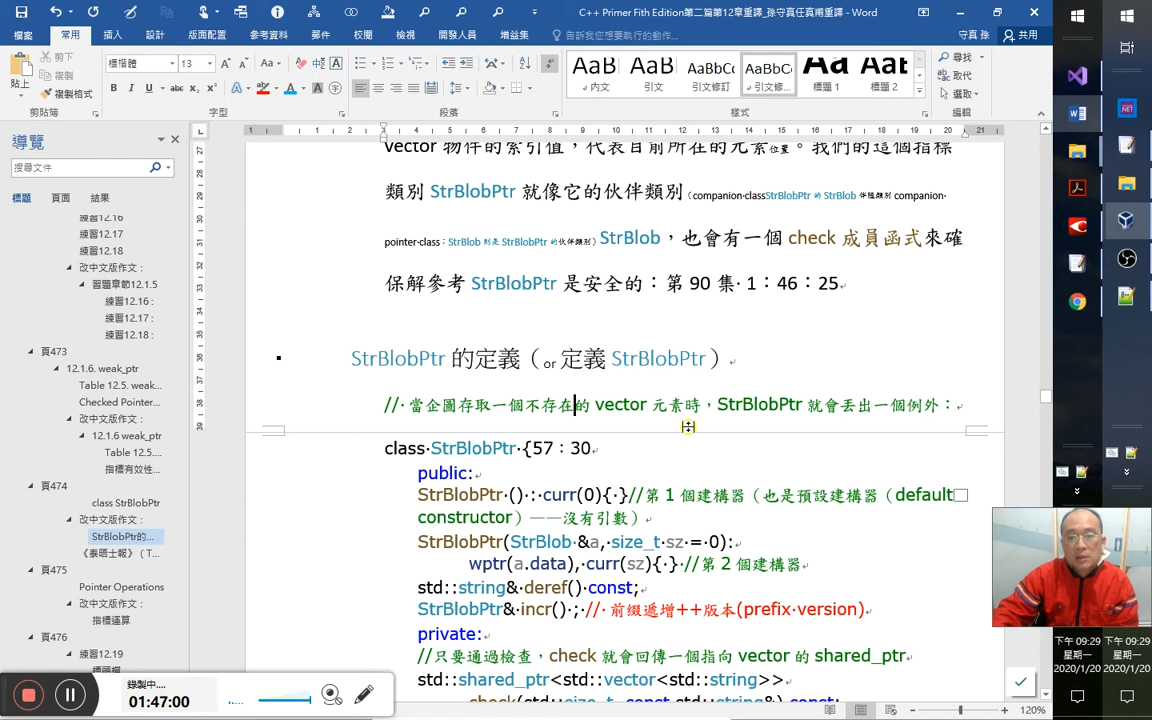 C++ Primer Fith Edition第二篇第12章重譯_孫守真任真甫重譯 - Word
檔案 常用 插入 設計 版面配置 參考資料 郵件 校閱 檢視 開發人員 增益集 告訴我您想要執行的動作... 守真 孫 共用
貼上 剪下 複製 複製格式
標楷體 13
AaB AaB AaBbCc AaBbC AaB AaB
內文 引文 引文修訂 引文修... 標題 1 標題 2
尋找 取代 選取
剪貼簿 字型 段落 樣式 編輯
導覽
搜尋文件
標題 頁面 結果
練習12.16
練習12.17
練習12.18
改中文版作文：
習題章節12.1.5
練習12.16：
練習12.17：
練習12.18：
頁473
12.1.6. weak_ptr
Table 12.5. weak...
Checked Pointer...
改中文版作文：
12.1.6 weak_ptr
Table 12.5....
指標有效性...
頁474
class StrBlobPtr
改中文版作文：
StrBlobPtr的...
《泰晤士報》（T...
頁475
Pointer Operations
改中文版作文：
指標運算
頁476
練習12.19
標頭檔
vector 物件的索引值，代表目前所在的元素位置。我們的這個指標
類別 StrBlobPtr 就像它的伙伴類別（companion·classStrBlobPtr 的 StrBlob 伴隨類別 companion·
pointer·class：StrBlob 則是 StrBlobPtr 的伙伴類別）StrBlob，也會有一個 check 成員函式來確
保解參考 StrBlobPtr 是安全的：第 90 集·1：46：25
StrBlobPtr 的定義（or 定義 StrBlobPtr）
//·當企圖存取一個不存在的 vector 元素時，StrBlobPtr 就會丟出一個例外：
class·StrBlobPtr·{57：30
public:
StrBlobPtr·()·:·curr(0){·}//第 1 個建構器（也是預設建構器（default
constructor）——沒有引數）
StrBlobPtr(StrBlob·&a,·size_t·sz·=·0):
wptr(a.data),·curr(sz){·}·//第 2 個建構器
std::string&·deref()·const;
StrBlobPtr&·incr()·;·//·前綴遞增++版本(prefix·version)
private:
//只要通過檢查，check 就會回傳一個指向 vector 的 shared_ptr
std::shared_ptr<std::vector<std::string>>
check(std::size_t,·const·std::string&)·const;
錄製中...
01:47:00
120%
下午 09:29
星期一
2020/1/20
下午 09:29
星期一
2020/1/20